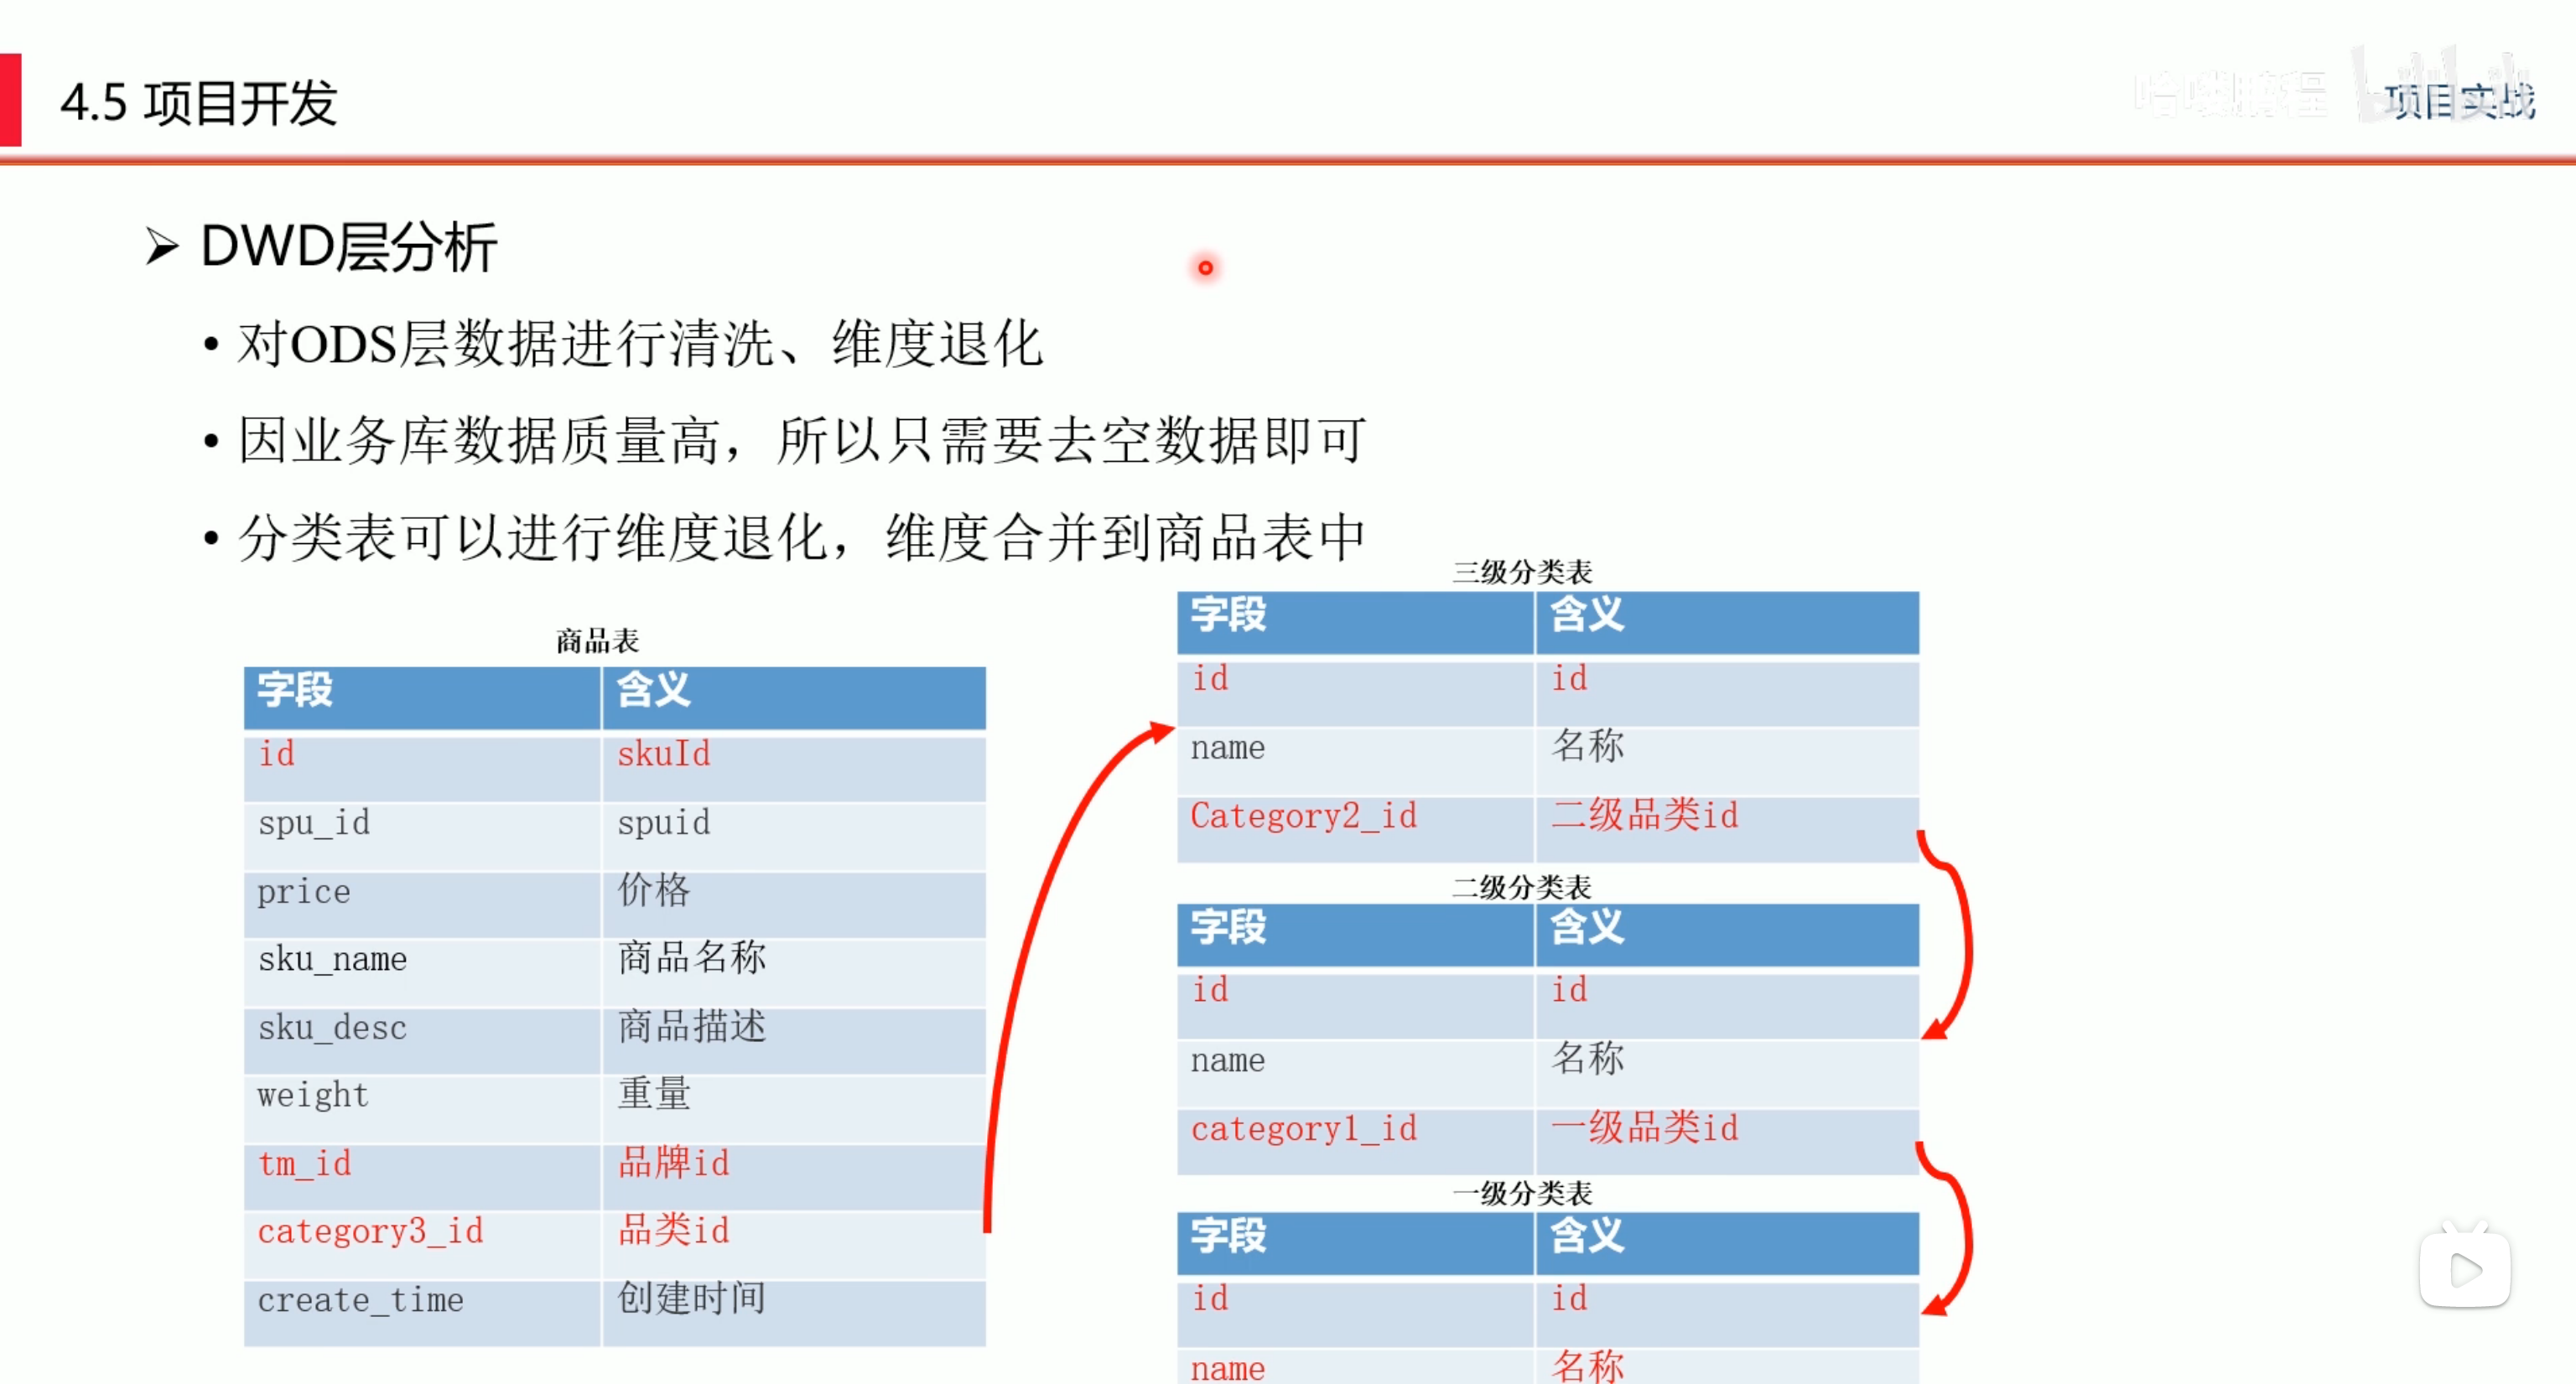 4.5 项目开发
项目实战
DWD层分析
• 对ODS层数据进行清洗、维度退化
• 因业务库数据质量高，所以只需要去空数据即可
• 分类表可以进行维度退化，维度合并到商品表中
商品表
字段 含义
id skuId
spu_id spuid
price 价格
sku_name 商品名称
sku_desc 商品描述
weight 重量
tm_id 品牌id
category3_id 品类id
create_time 创建时间
三级分类表
字段 含义
id id
name 名称
Category2_id 二级品类id
二级分类表
字段 含义
id id
name 名称
category1_id 一级品类id
一级分类表
字段 含义
id id
name 名称